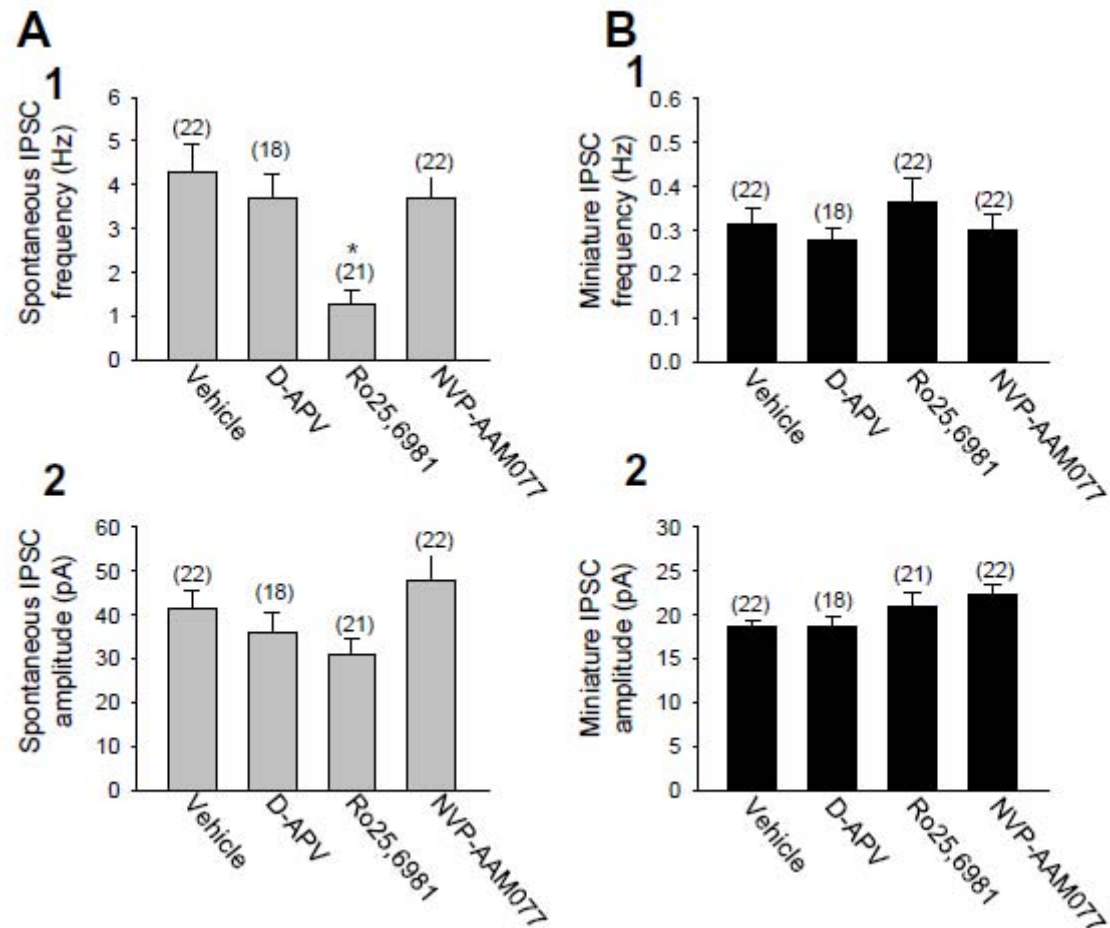 A
1
Spontaneous IPSC
frequency (Hz)
6
5
4
3
2
1
0
(22)
(18)
*
(21)
(22)
Vehicle
D-APV
Ro25,6981
NVP-AAM077
B
1
Miniature IPSC
frequency (Hz)
0.6
0.5
0.4
0.3
0.2
0.1
0.0
(22)
(18)
(22)
(22)
Vehicle
D-APV
Ro25,6981
NVP-AAM077
2
Spontaneous IPSC
amplitude (pA)
60
50
40
30
20
10
0
(22)
(18)
(21)
(22)
Vehicle
D-APV
Ro25,6981
NVP-AAM077
2
Miniature IPSC
amplitude (pA)
30
25
20
15
10
5
0
(22)
(18)
(21)
(22)
Vehicle
D-APV
Ro25,6981
NVP-AAM077